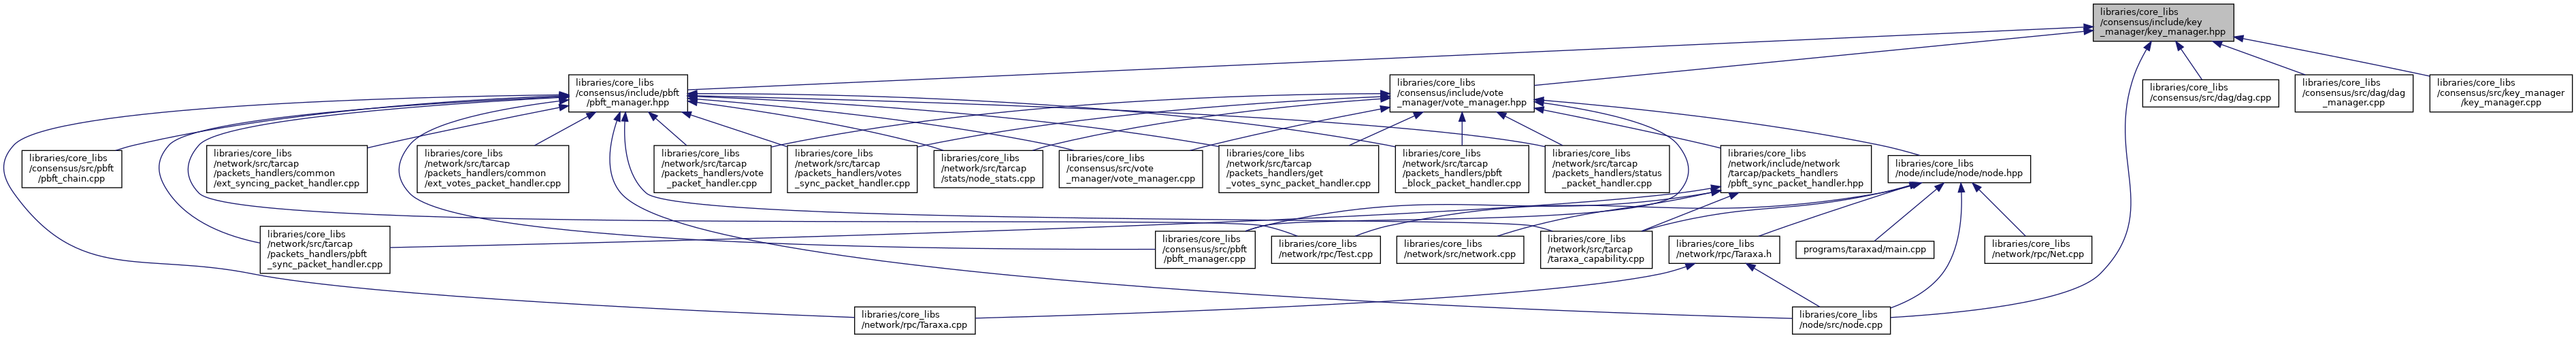 libraries/core_libs
/consensus/include/key
_manager/key_manager.hpp
libraries/core_libs
/consensus/include/pbft
/pbft_manager.hpp
libraries/core_libs
/consensus/include/vote
_manager/vote_manager.hpp
libraries/core_libs
/consensus/src/dag/dag.cpp
libraries/core_libs
/consensus/src/dag/dag
_manager.cpp
libraries/core_libs
/consensus/src/key_manager
/key_manager.cpp
libraries/core_libs
/consensus/src/pbft
/pbft_chain.cpp
libraries/core_libs
/network/src/tarcap
/packets_handlers/common
/ext_syncing_packet_handler.cpp
libraries/core_libs
/network/src/tarcap
/packets_handlers/common
/ext_votes_packet_handler.cpp
libraries/core_libs
/network/src/tarcap
/packets_handlers/vote
_packet_handler.cpp
libraries/core_libs
/network/src/tarcap
/packets_handlers/votes
_sync_packet_handler.cpp
libraries/core_libs
/network/src/tarcap
/stats/node_stats.cpp
libraries/core_libs
/consensus/src/vote
_manager/vote_manager.cpp
libraries/core_libs
/network/src/tarcap
/packets_handlers/get
_votes_sync_packet_handler.cpp
libraries/core_libs
/network/src/tarcap
/packets_handlers/pbft
_block_packet_handler.cpp
libraries/core_libs
/network/src/tarcap
/packets_handlers/status
_packet_handler.cpp
libraries/core_libs
/network/include/network
/tarcap/packets_handlers
/pbft_sync_packet_handler.hpp
libraries/core_libs
/node/include/node/node.hpp
libraries/core_libs
/network/src/tarcap
/packets_handlers/pbft
_sync_packet_handler.cpp
libraries/core_libs
/consensus/src/pbft
/pbft_manager.cpp
libraries/core_libs
/network/rpc/Test.cpp
libraries/core_libs
/network/src/network.cpp
libraries/core_libs
/network/src/tarcap
/taraxa_capability.cpp
libraries/core_libs
/network/rpc/Taraxa.h
programs/taraxad/main.cpp
libraries/core_libs
/network/rpc/Net.cpp
libraries/core_libs
/network/rpc/Taraxa.cpp
libraries/core_libs
/node/src/node.cpp